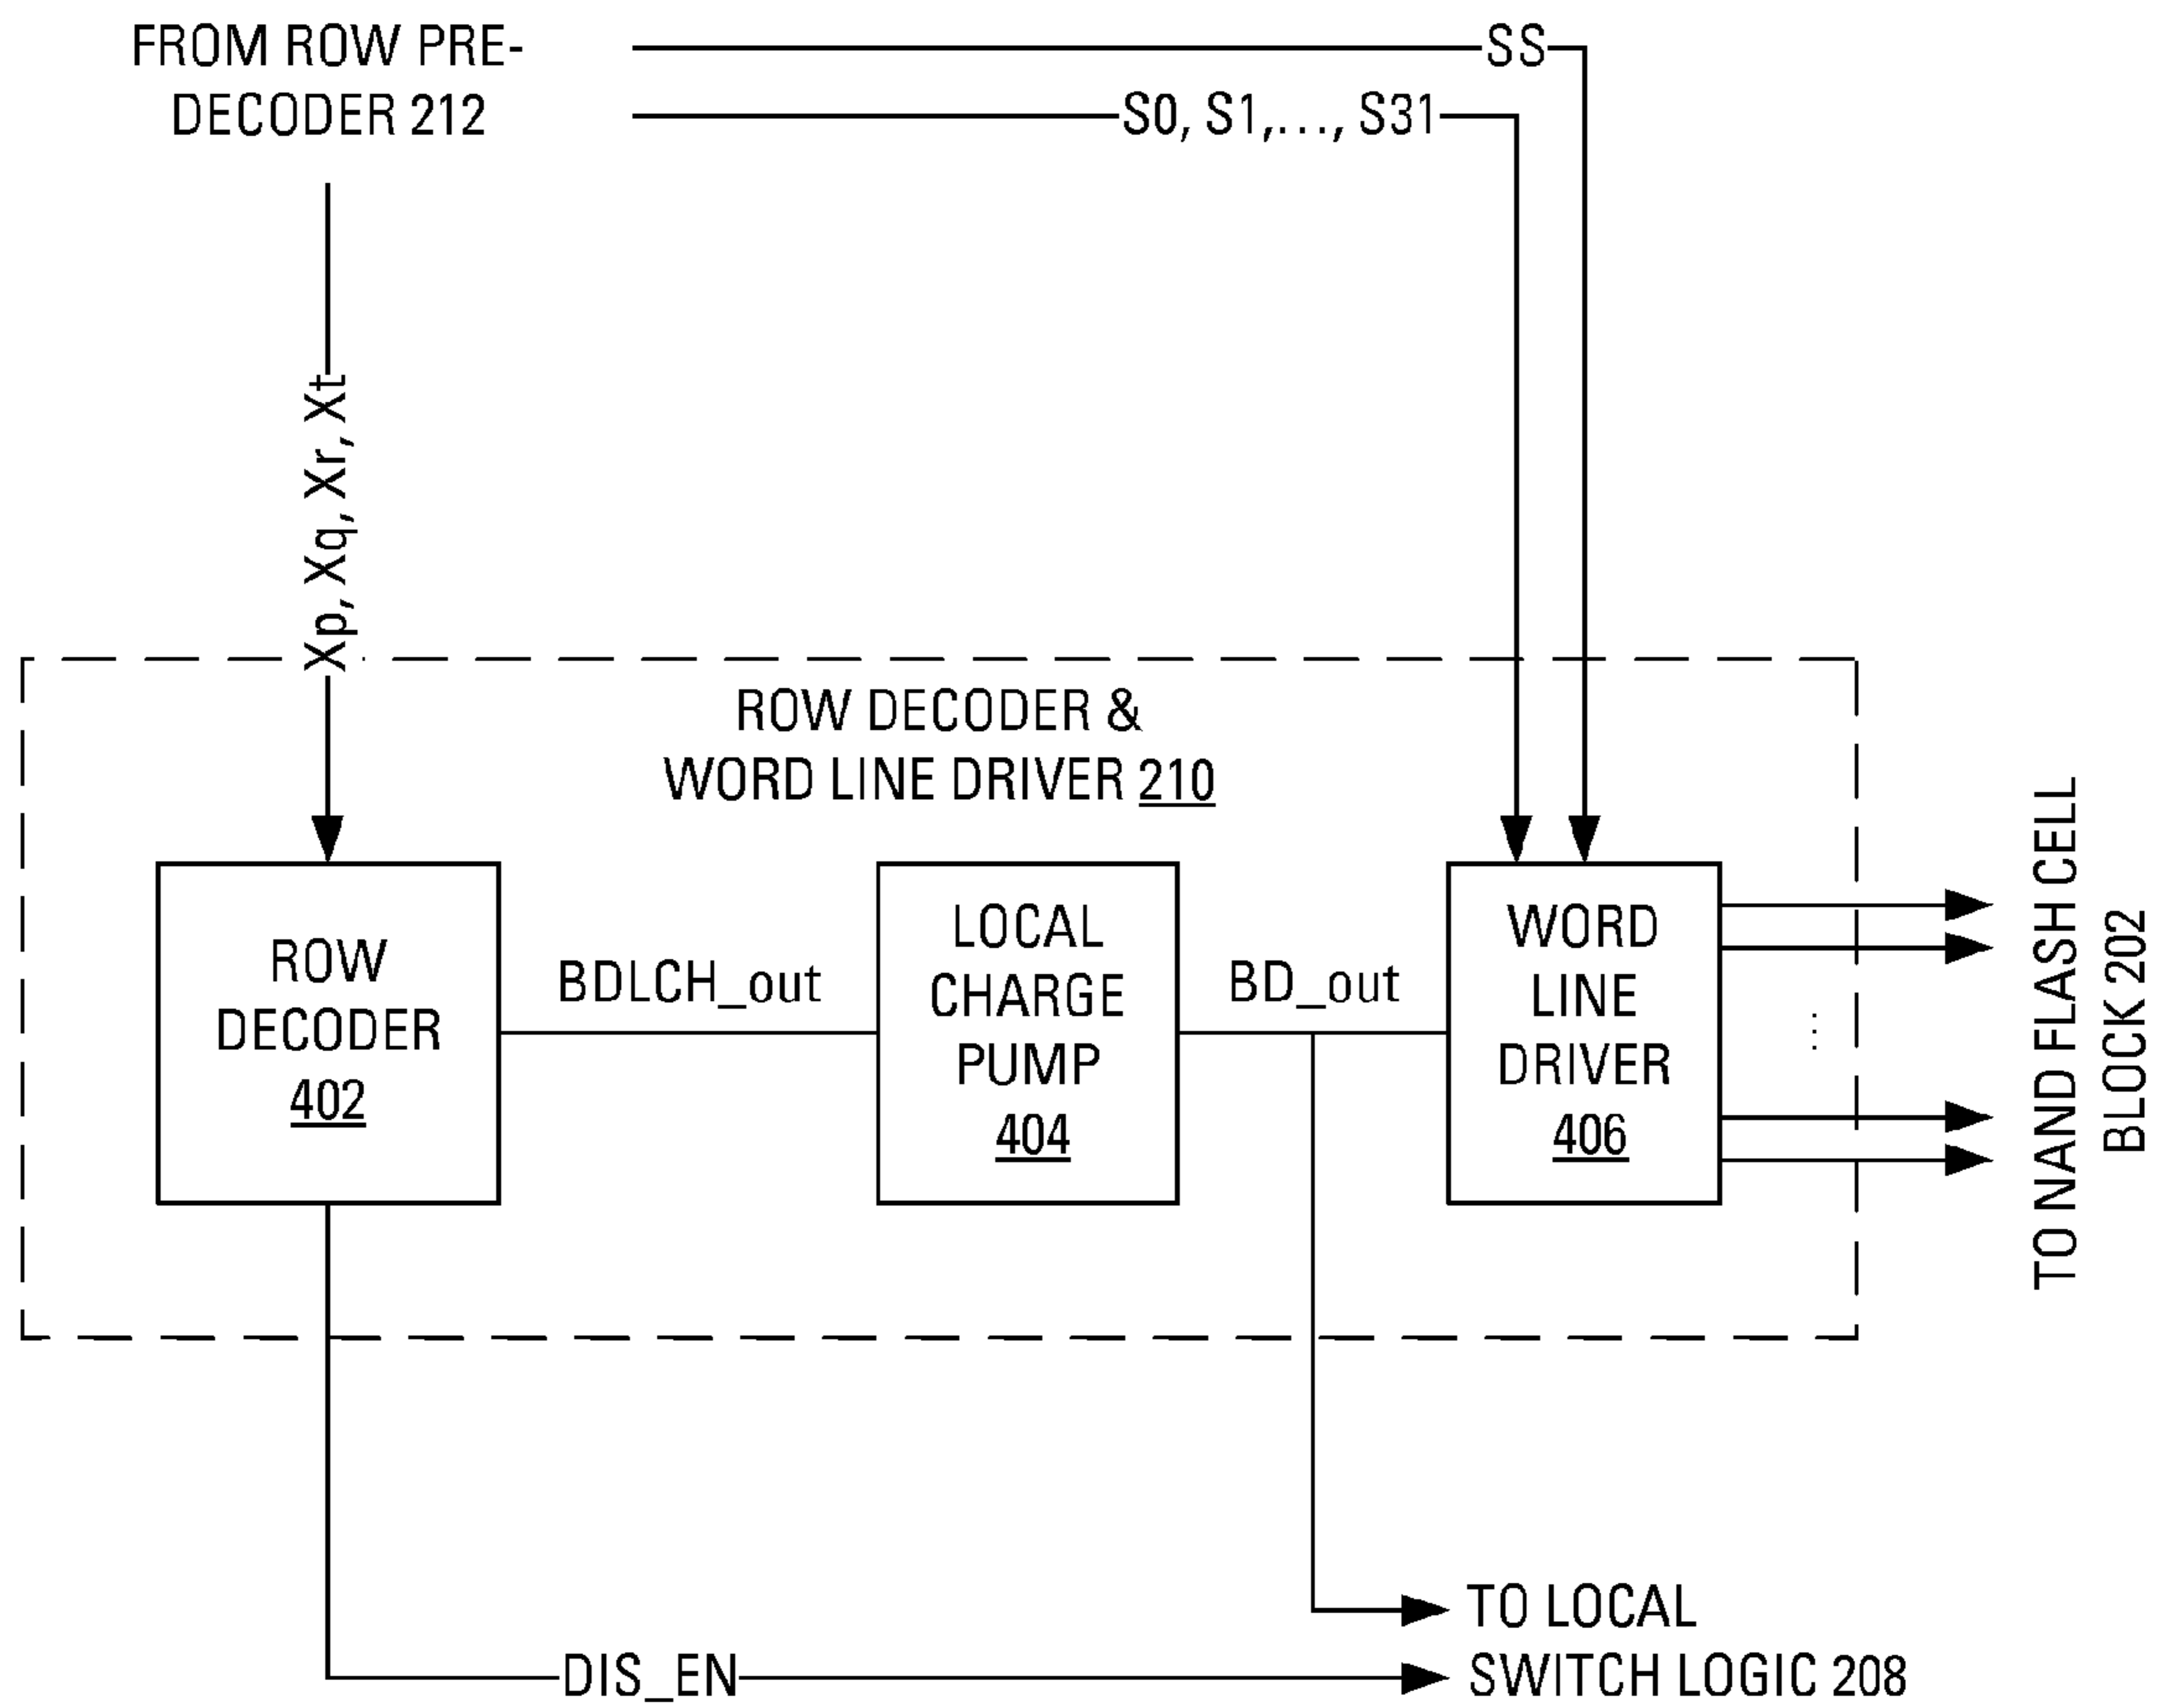 FROM ROW PRE-
DECODER 212
SS
S0, S1,..., S31
Xp, Xq, Xr, Xt
ROW DECODER &
WORD LINE DRIVER 210
ROW
DECODER
402
BDLCH_out
LOCAL
CHARGE
PUMP
404
BD_out
WORD
LINE
DRIVER
406
TO NAND FLASH CELL
BLOCK 202
TO LOCAL
SWITCH LOGIC 208
DIS_EN